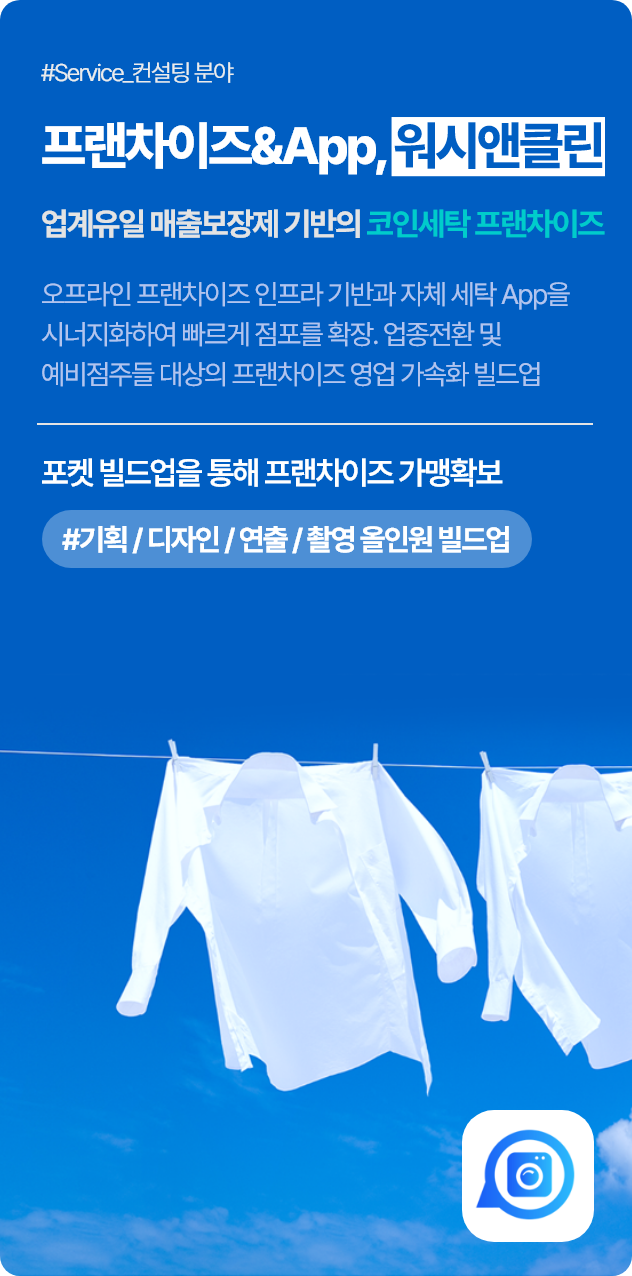 #Service_컨설팅 분야
프랜차이즈&App, 워시앤클린
업계유일 매출보장제 기반의 코인세탁 프랜차이즈
오프라인 프랜차이즈 인프라 기반과 자체 세탁 App을
시너지화하여 빠르게 점포를 확장. 업종전환 및
예비점주들 대상의 프랜차이즈 영업 가속화 빌드업
포켓 빌드업을 통해 프랜차이즈 가맹확보
#기획 / 디자인 / 연출 / 촬영 올인원 빌드업